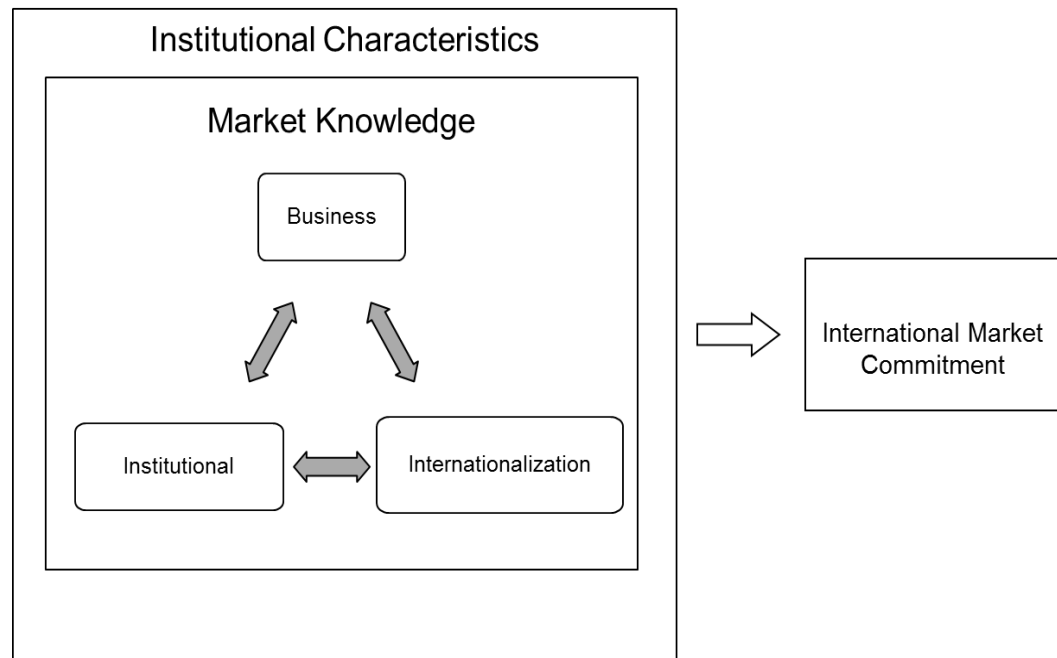 Institutional Characteristics
Market Knowledge
Business
Institutional
Internationalization
International Market
Commitment